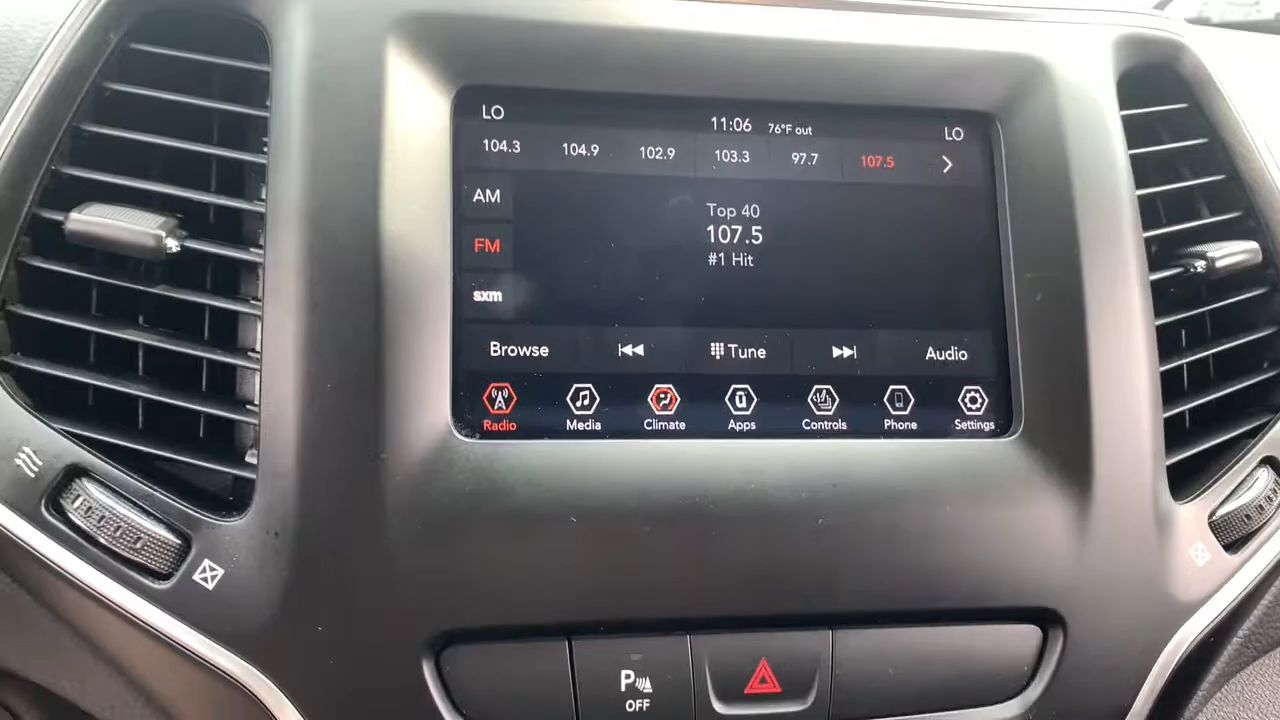 LO 11:06 76°F out LO
104.3 104.9 102.9 103.3 97.7 107.5
AM
FM
sxm
Top 40
107.5
#1 Hit
Browse Tune Audio
Radio Media Climate Apps Controls Phone Settings
P
OFF